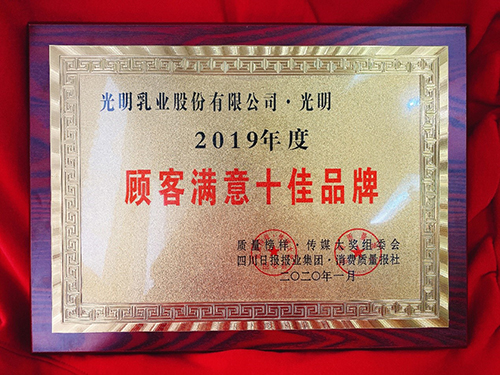 光明乳业股份有限公司·光明
2019年度
顾客满意十佳品牌
质量榜样·传媒大奖组委会
四川日报报业集团·消费质量报社
二〇二〇年一月